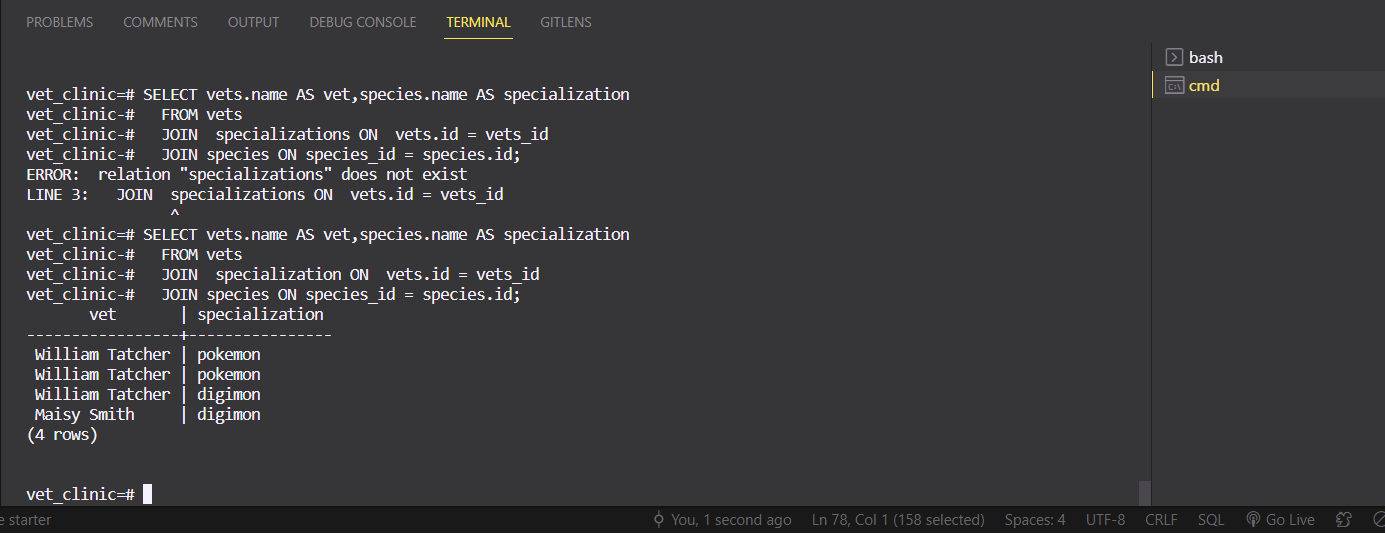 PROBLEMS COMMENTS OUTPUT DEBUG CONSOLE TERMINAL GITLENS
bash
cmd
vet_clinic=# SELECT vets.name AS vet,species.name AS specialization
vet_clinic-#   FROM vets
vet_clinic-#   JOIN  specializations ON  vets.id = vets_id
vet_clinic-#   JOIN species ON species_id = species.id;
ERROR:  relation "specializations" does not exist
LINE 3:   JOIN  specializations ON  vets.id = vets_id
                ^
vet_clinic=# SELECT vets.name AS vet,species.name AS specialization
vet_clinic-#   FROM vets
vet_clinic-#   JOIN  specialization ON  vets.id = vets_id
vet_clinic-#   JOIN species ON species_id = species.id;
       vet       | specialization
-----------------+----------------
 William Tatcher | pokemon
 William Tatcher | pokemon
 William Tatcher | digimon
 Maisy Smith     | digimon
(4 rows)
vet_clinic=#
e starter You, 1 second ago Ln 78, Col 1 (158 selected) Spaces: 4 UTF-8 CRLF SQL Go Live